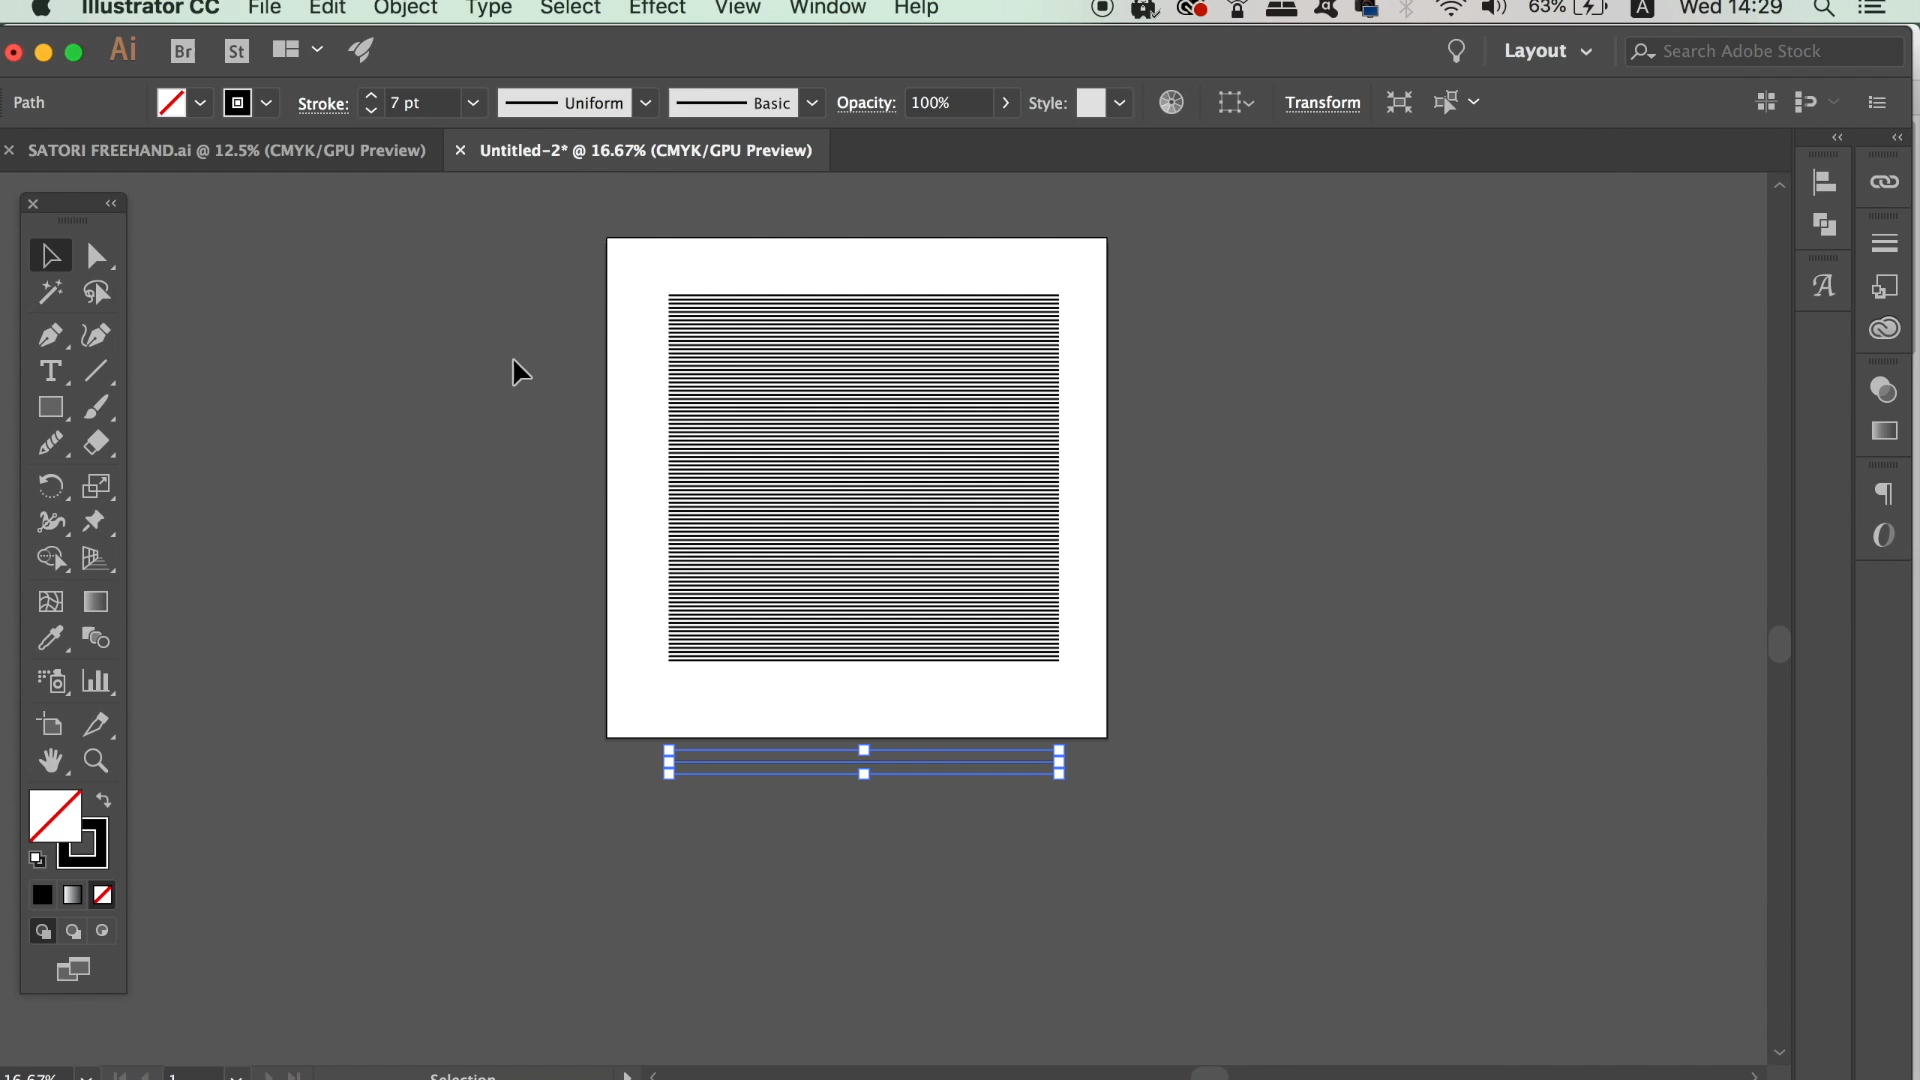 Illustrator CC File Edit Object Type Select Effect View Window Help 63% A Wed 14:29
Ai Br St Layout Search Adobe Stock
Path Stroke: 7 pt Uniform Basic Opacity: 100% Style: Transform
SATORI FREEHAND.ai @ 12.5% (CMYK/GPU Preview) Untitled-2* @ 16.67% (CMYK/GPU Preview)
16.67% 1 Selection